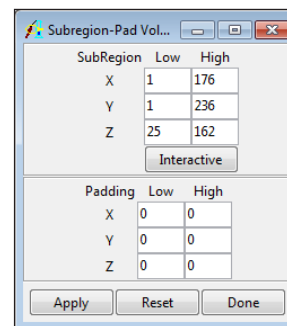 Subregion-Pad Vol...
SubRegion Low High
X 1 176
Y 1 236
Z 25 162
Interactive
Padding Low High
X 0 0
Y 0 0
Z 0 0
Apply Reset Done